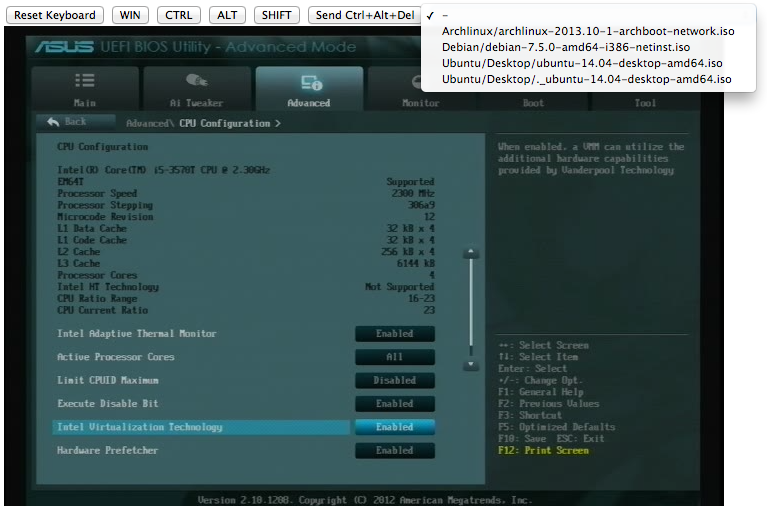 Reset Keyboard WIN CTRL ALT SHIFT Send Ctrl+Alt+Del ✓ –
Archlinux/archlinux-2013.10-1-archboot-network.iso
Debian/debian-7.5.0-amd64-i386-netinst.iso
Ubuntu/Desktop/ubuntu-14.04-desktop-amd64.iso
Ubuntu/Desktop/._ubuntu-14.04-desktop-amd64.iso
ASUS UEFI BIOS Utility - Advanced Mode
Main Ai Tweaker Advanced Monitor Boot Tool
Back Advanced\ CPU Configuration >
CPU Configuration
Intel(R) Core(TM) i5-3570T CPU @ 2.30GHz
EM64T Supported
Processor Speed 2300 MHz
Processor Stepping 306a9
Microcode Revision 12
L1 Data Cache 32 kB x 4
L1 Code Cache 32 kB x 4
L2 Cache 256 kB x 4
L3 Cache 6144 kB
Processor Cores 4
Intel HT Technology Not Supported
CPU Ratio Range 16-23
CPU Current Ratio 23
Intel Adaptive Thermal Monitor Enabled
Active Processor Cores All
Limit CPUID Maximum Disabled
Execute Disable Bit Enabled
Intel Virtualization Technology Enabled
Hardware Prefetcher Enabled
When enabled, a VMM can utilize the
additional hardware capabilities
provided by Vanderpool Technology
↔: Select Screen
↑↓: Select Item
Enter: Select
+/-: Change Opt.
F1: General Help
F2: Previous Values
F3: Shortcut
F5: Optimized Defaults
F10: Save ESC: Exit
F12: Print Screen
Version 2.10.1208. Copyright (C) 2012 American Megatrends, Inc.